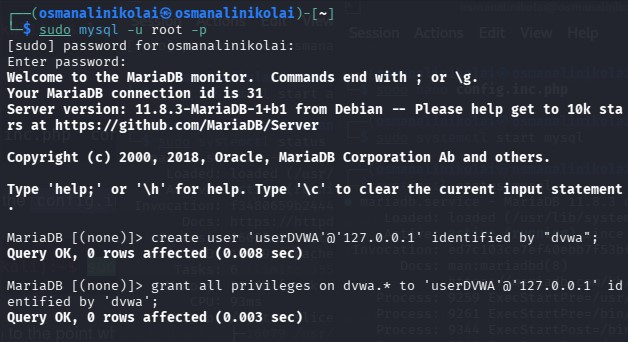 ┌──(osmanalinikolai㉿osmanalinikolai)-[~]
└─$ sudo mysql -u root -p
[sudo] password for osmanalinikolai:
Enter password:
Welcome to the MariaDB monitor.  Commands end with ; or \g.
Your MariaDB connection id is 31
Server version: 11.8.3-MariaDB-1+b1 from Debian -- Please help get to 10k sta
rs at https://github.com/MariaDB/Server
Copyright (c) 2000, 2018, Oracle, MariaDB Corporation Ab and others.
Type 'help;' or '\h' for help. Type '\c' to clear the current input statement
.
MariaDB [(none)]> create user 'userDVWA'@'127.0.0.1' identified by "dvwa";
Query OK, 0 rows affected (0.008 sec)
MariaDB [(none)]> grant all privileges on dvwa.* to 'userDVWA'@'127.0.0.1' id
entified by 'dvwa';
Query OK, 0 rows affected (0.003 sec)